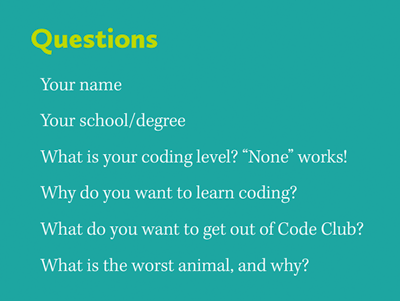 Questions
Your name
Your school/degree
What is your coding level? “None” works!
Why do you want to learn coding?
What do you want to get out of Code Club?
What is the worst animal, and why?